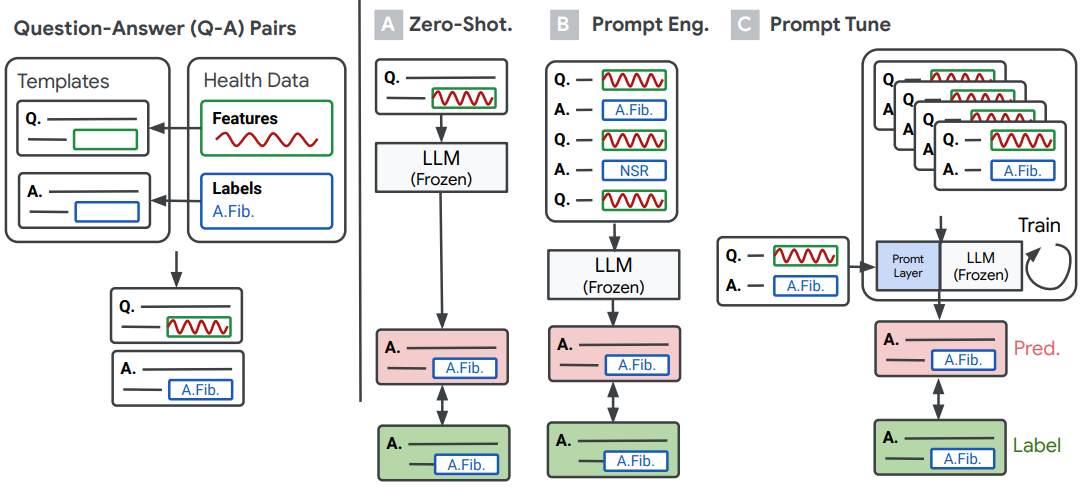 Question-Answer (Q-A) Pairs
Templates
Q.
A.
Health Data
Features
Labels
A.Fib.
Q.
A.
A.Fib.
A Zero-Shot.
Q.
LLM
(Frozen)
A.
A.Fib.
A.
A.Fib.
B Prompt Eng.
Q.
A. A.Fib.
Q.
A. NSR
Q.
LLM
(Frozen)
A.
A.Fib.
A.
A.Fib.
C Prompt Tune
Q.
A.
Q.
A.
Q.
A.
Q.
A. A.Fib.
Train
Q.
A. A.Fib.
Promt
Layer
LLM
(Frozen)
A.
A.Fib.
Pred.
A.
A.Fib.
Label